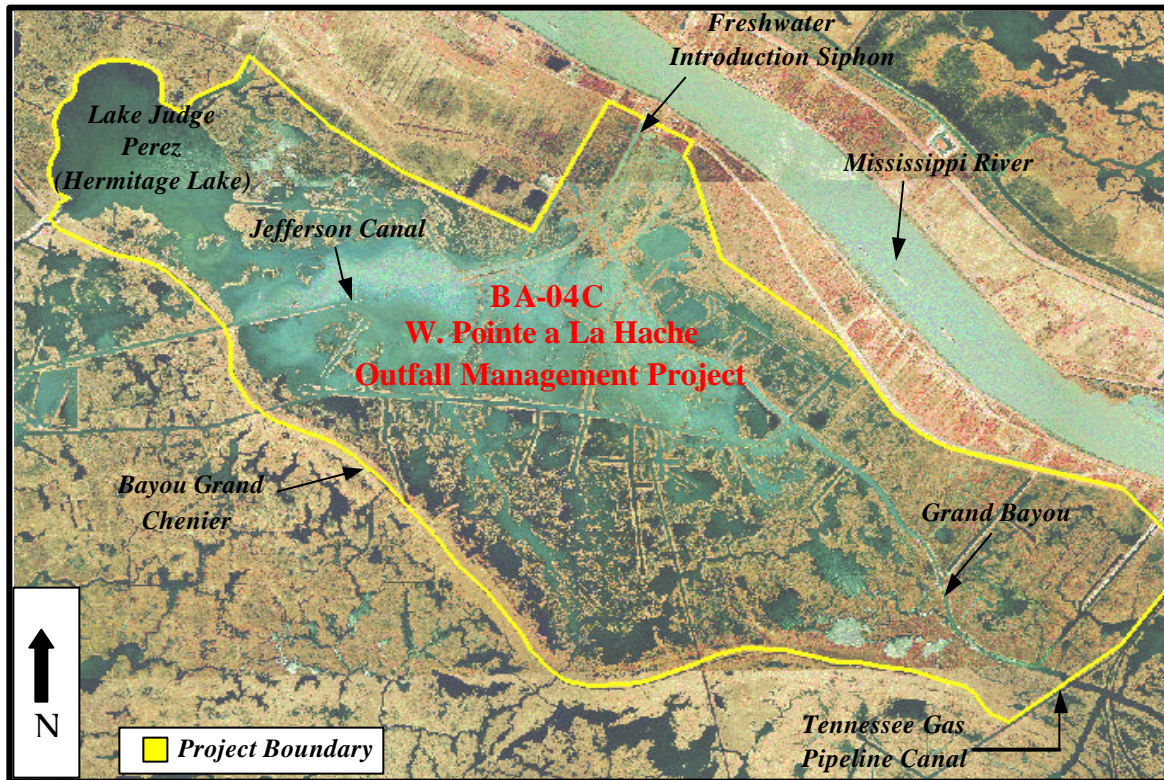 Freshwater
Introduction Siphon
Lake Judge
Perez
(Hermitage Lake)
Mississippi River
Jefferson Canal
BA-04C
W. Pointe a La Hache
Outfall Management Project
Bayou Grand
Chenier
Grand Bayou
N
Project Boundary
Tennessee Gas
Pipeline Canal